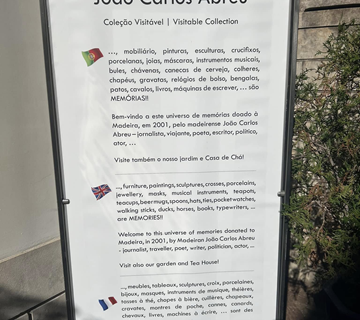 João Carlos Abreu
Coleção Visitável | Visitable Collection
..., mobiliário, pinturas, esculturas, crucifixos,
porcelanas, joias, máscaras, instrumentos musicais,
bules, chávenas, canecas de cerveja, colheres,
chapéus, gravatas, relógios de bolso, bengalas,
patos, cavalos, livros, máquinas de escrever, ... são
MEMÓRIAS!!
Bem-vindo a este universo de memórias doado à
Madeira, em 2001, pelo madeirense João Carlos
Abreu – jornalista, viajante, poeta, escritor, político,
ator, ...
Visite também o nosso jardim e Casa de Chá!
..., furniture, paintings, sculptures, crosses, porcelain,
jewellery, masks, musical instruments, teapots,
teacups, beer mugs, spoons, hats, ties, pocket watches,
walking sticks, ducks, horses, books, typewriters, ...
are MEMORIES!!
Welcome to this universe of memories donated to
Madeira, in 2001, by Madeiran João Carlos Abreu
- journalist, traveller, poet, writer, politician, actor, ...
Visit also our garden and Tea House!
..., meubles, tableaux, sculptures, croix, porcelaines,
bijoux, masques, instruments de musique, théières,
tasses à thé, chopes à bière, cuillères, chapeaux,
cravates, montres de poche, cannes, canards,
chevaux, livres, machines à écrire, ... sont des